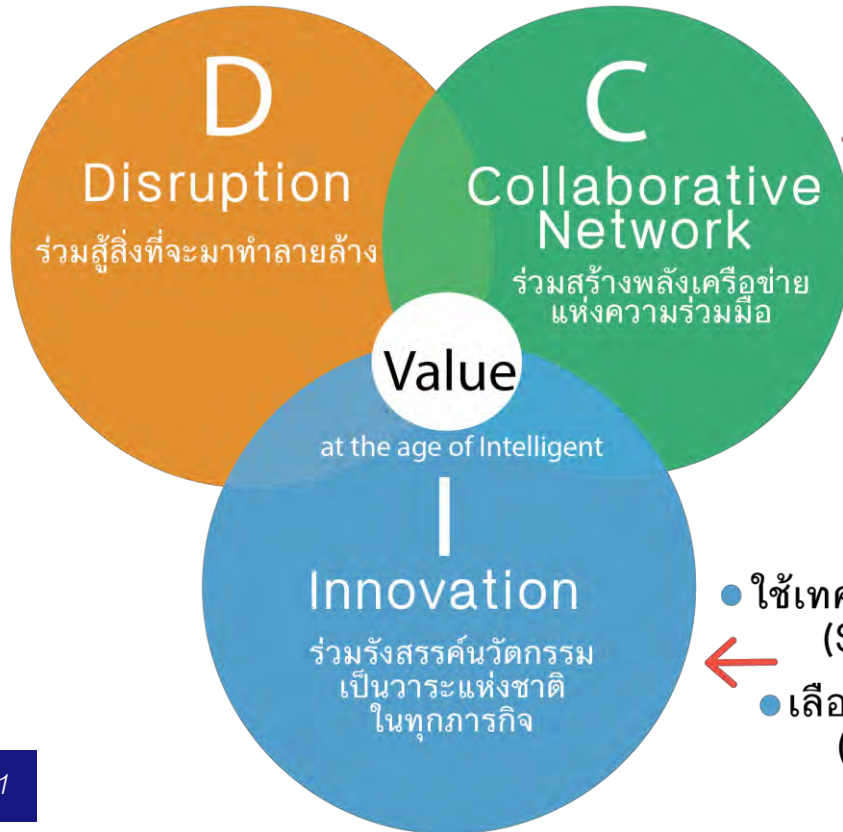 D
Disruption
ร่วมสู้สิ่งที่จะมาทำลายล้าง
C
Collaborative
Network
ร่วมสร้างพลังเครือข่าย
แห่งความร่วมมือ
Value
at the age of Intelligent
I
Innovation
ร่วมรังสรรค์นวัตกรรม
เป็นวาระแห่งชาติ
ในทุกภารกิจ
1